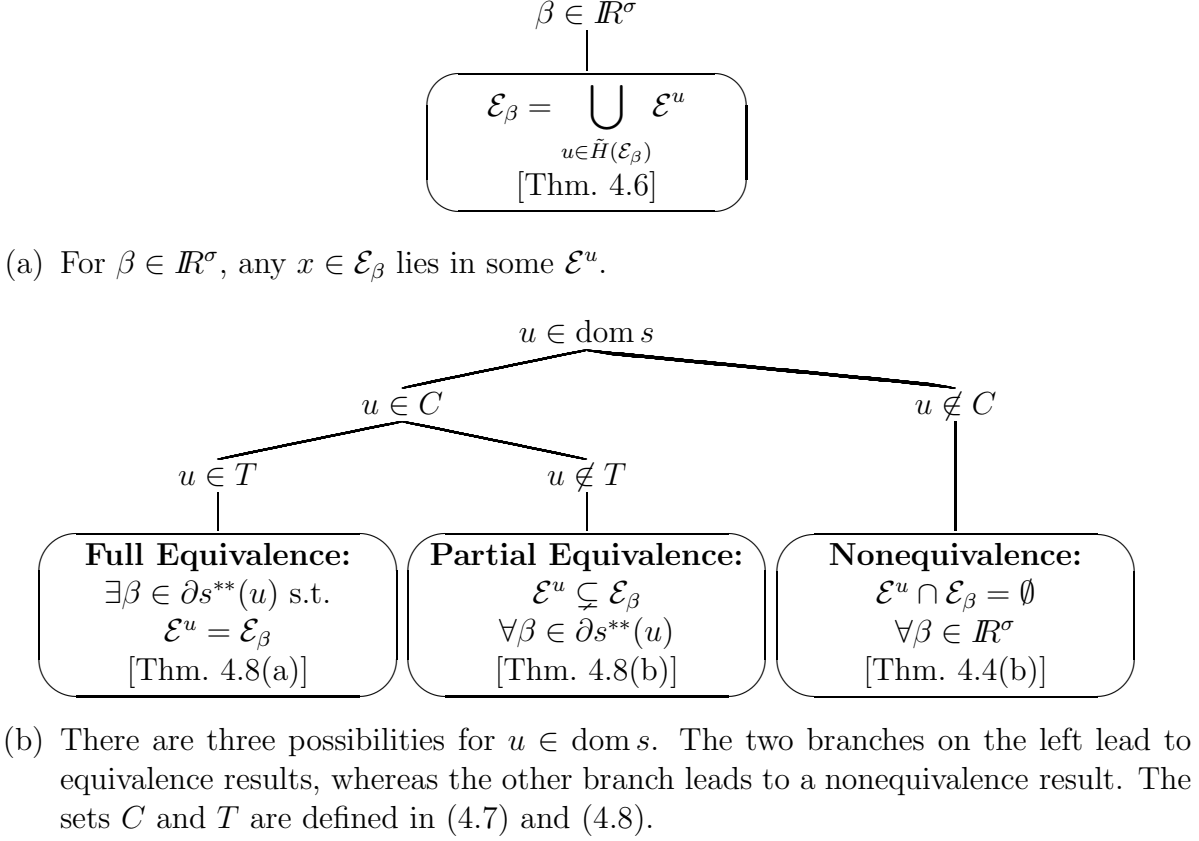 β ∈ ℝ^σ
ℰ_β = ⋃ ℰ^u
u∈H̃(ℰ_β)
[Thm. 4.6]
(a) For β ∈ ℝ^σ, any x ∈ ℰ_β lies in some ℰ^u.
u ∈ dom s
u ∈ C
u ∉ C
u ∈ T
u ∉ T
Full Equivalence:
∃β ∈ ∂s**(u) s.t.
ℰ^u = ℰ_β
[Thm. 4.8(a)]
Partial Equivalence:
ℰ^u ⊊ ℰ_β
∀β ∈ ∂s**(u)
[Thm. 4.8(b)]
Nonequivalence:
ℰ^u ∩ ℰ_β = ∅
∀β ∈ ℝ^σ
[Thm. 4.4(b)]
(b) There are three possibilities for u ∈ dom s. The two branches on the left lead to
equivalence results, whereas the other branch leads to a nonequivalence result. The
sets C and T are defined in (4.7) and (4.8).